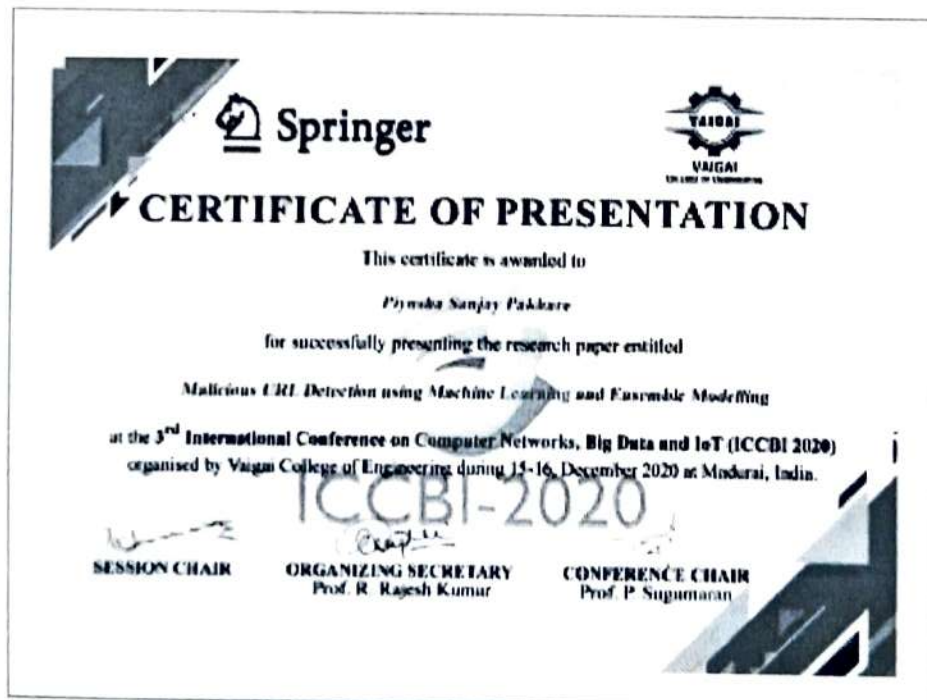 Springer
VAIGAI
VAIGAI
CERTIFICATE OF PRESENTATION
This certificate is awarded to
Sanjay Pakhare
for successfully presenting the research paper entitled
Malicious URL Detection using Machine Learning and Ensemble Modelling
at the 3rd International Conference on Computer Networks, Big Data and IoT (ICCBI 2020)
organised by Vaigai College of Engineering during 15-16, December 2020 at Madurai, India.
ICCBI-2020
SESSION CHAIR
ORGANIZING SECRETARY
Prof. R. Rajesh Kumar
CONFERENCE CHAIR
Prof. P. Sugumaran